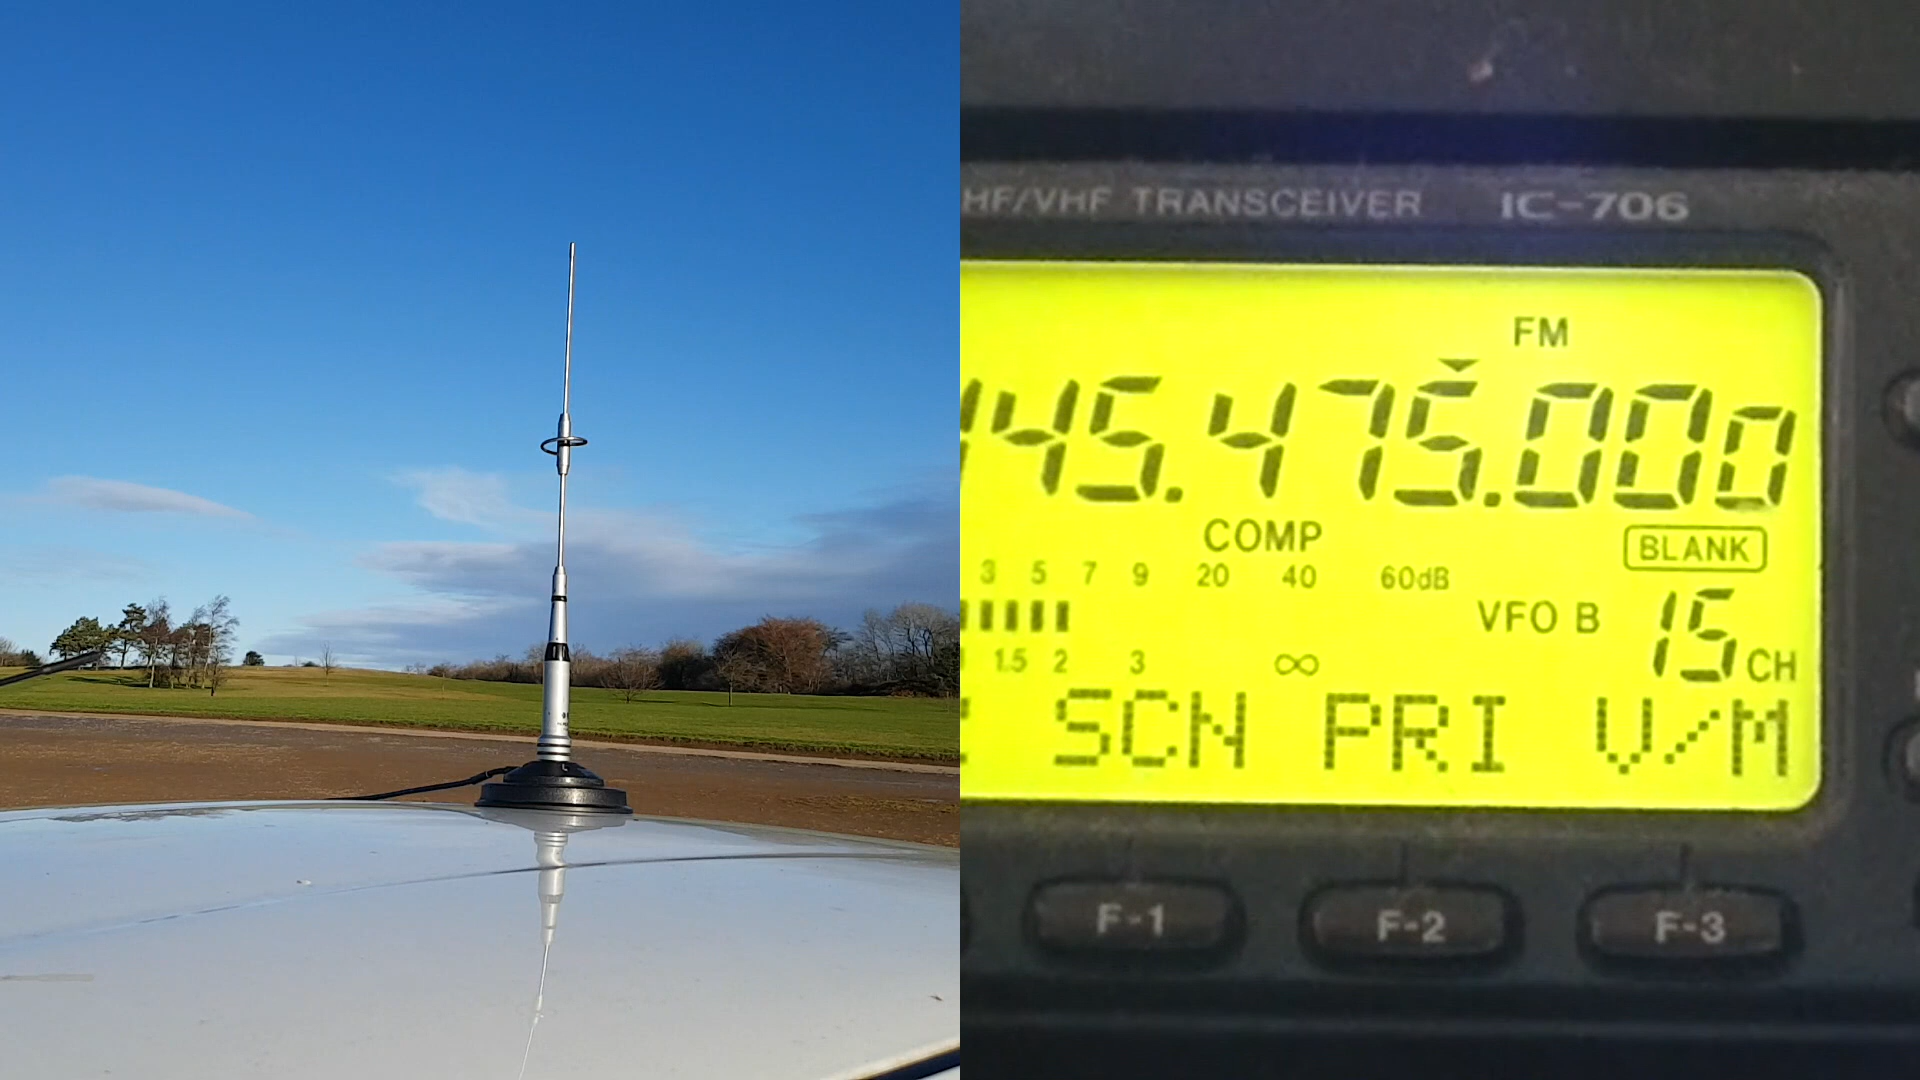 HF/VHF TRANSCEIVER IC-706
FM
145.475.000
COMP BLANK
3 5 7 9 20 40 60dB
VFO B 15 CH
1.5 2 3 ∞
SCN PRI V/M
F-1 F-2 F-3